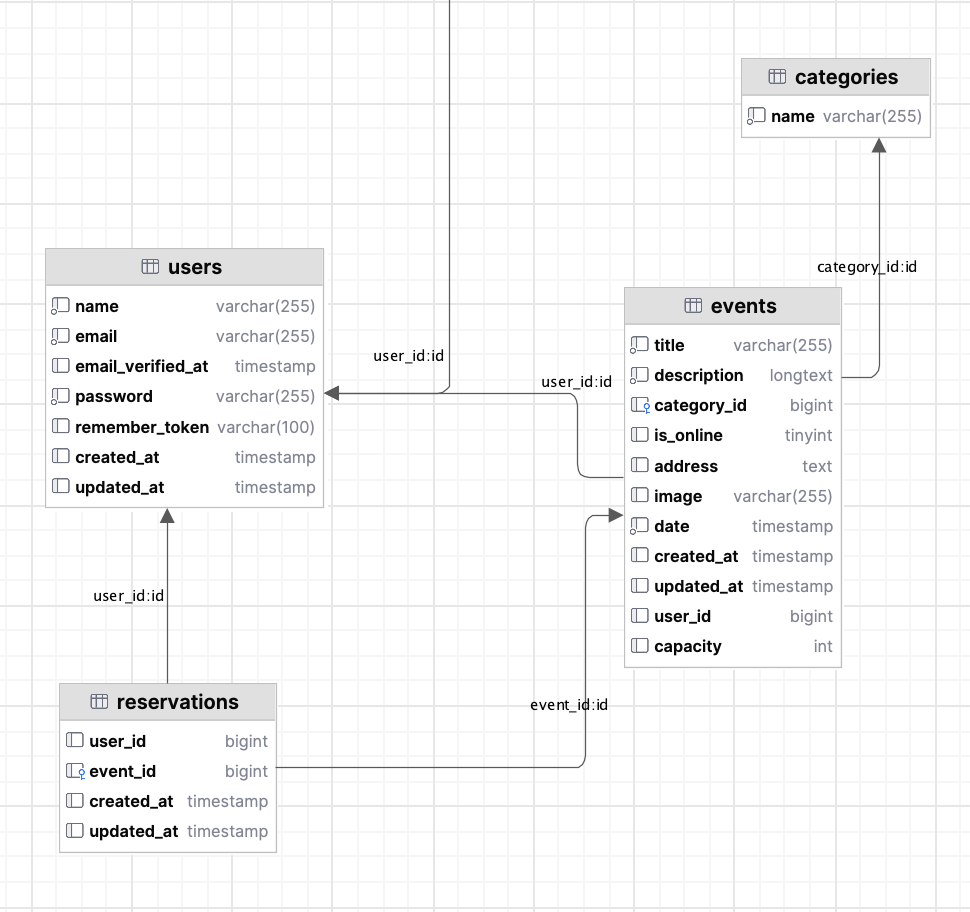 categories
name varchar(255)
category_id:id
users
name varchar(255)
email varchar(255)
email_verified_at timestamp
password varchar(255)
remember_token varchar(100)
created_at timestamp
updated_at timestamp
user_id:id
user_id:id
events
title varchar(255)
description longtext
category_id bigint
is_online tinyint
address text
image varchar(255)
date timestamp
created_at timestamp
updated_at timestamp
user_id bigint
capacity int
user_id:id
event_id:id
reservations
user_id bigint
event_id bigint
created_at timestamp
updated_at timestamp